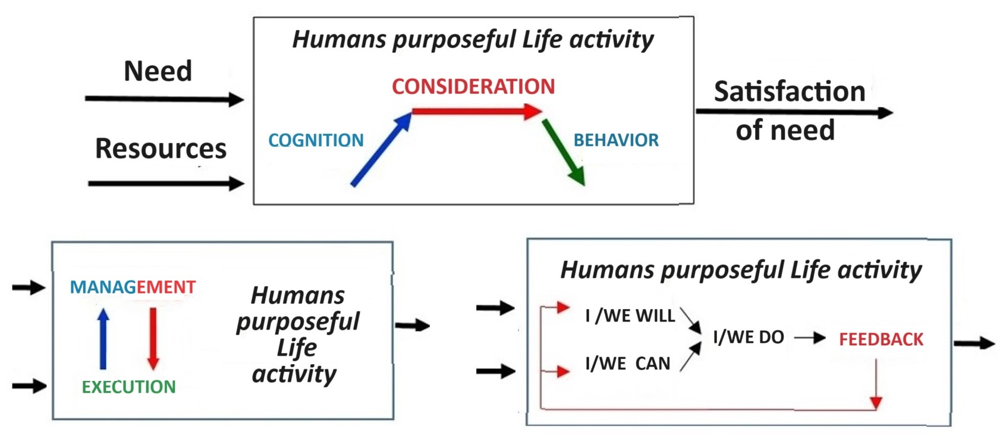 Humans purposeful Life activity
Need
CONSIDERATION
Satisfaction
of need
COGNITION
BEHAVIOR
Resources
MANAGEMENT
EXECUTION
Humans
purposeful
Life
activity
Humans purposeful Life activity
I /WE WILL
I/WE DO
FEEDBACK
I/WE CAN